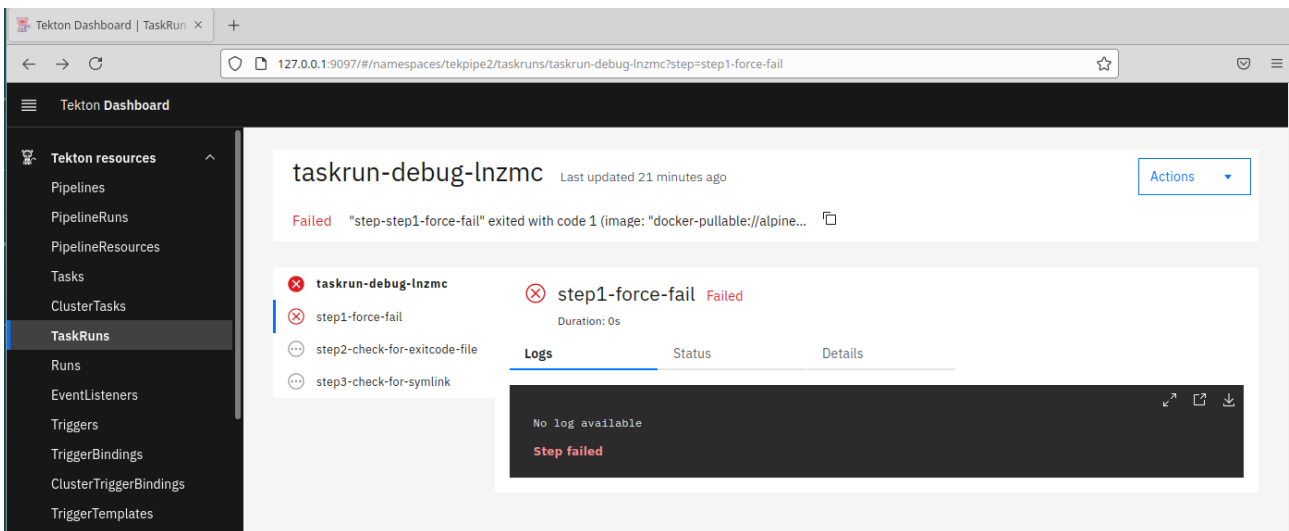 Tekton Dashboard | TaskRun
127.0.0.1:9097/#/namespaces/tekpipe2/taskruns/taskrun-debug-lnzmc?step=step1-force-fail
Tekton Dashboard
Tekton resources
Pipelines
PipelineRuns
PipelineResources
Tasks
ClusterTasks
TaskRuns
Runs
EventListeners
Triggers
TriggerBindings
ClusterTriggerBindings
TriggerTemplates
taskrun-debug-lnzmc Last updated 21 minutes ago
Actions
Failed "step-step1-force-fail" exited with code 1 (image: "docker-pullable://alpine...
taskrun-debug-lnzmc
step1-force-fail
step2-check-for-exitcode-file
step3-check-for-symlink
step1-force-fail Failed
Duration: 0s
Logs Status Details
No log available
Step failed